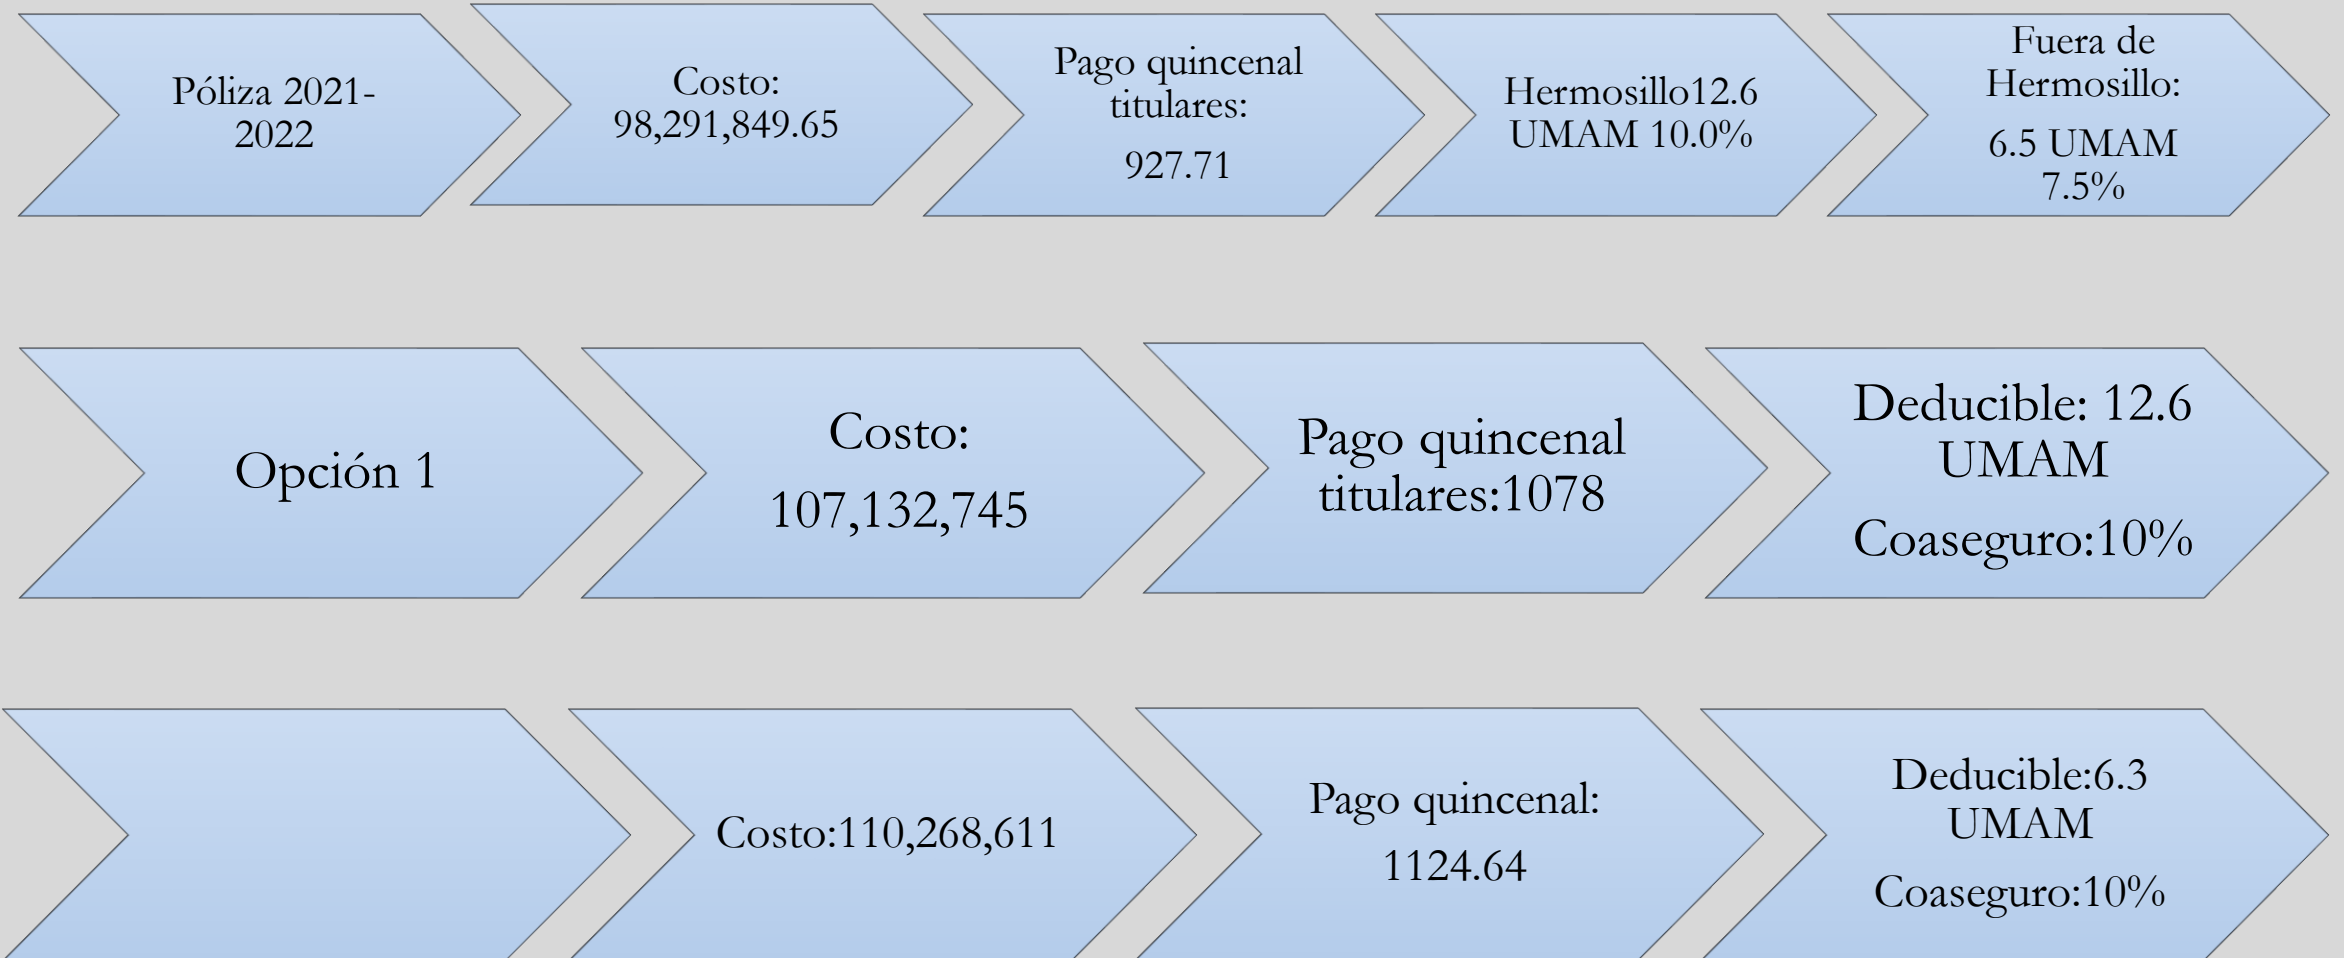 Póliza 2021-
2022
Costo:
98,291,849.65
Pago quincenal
titulares:
927.71
Hermosillo12.6
UMAM 10.0%
Fuera de
Hermosillo:
6.5 UMAM
7.5%
Opción 1
Costo:
107,132,745
Pago quincenal
titulares:1078
Deducible: 12.6
UMAM
Coaseguro:10%
Costo:110,268,611
Pago quincenal:
1124.64
Deducible:6.3
UMAM
Coaseguro:10%